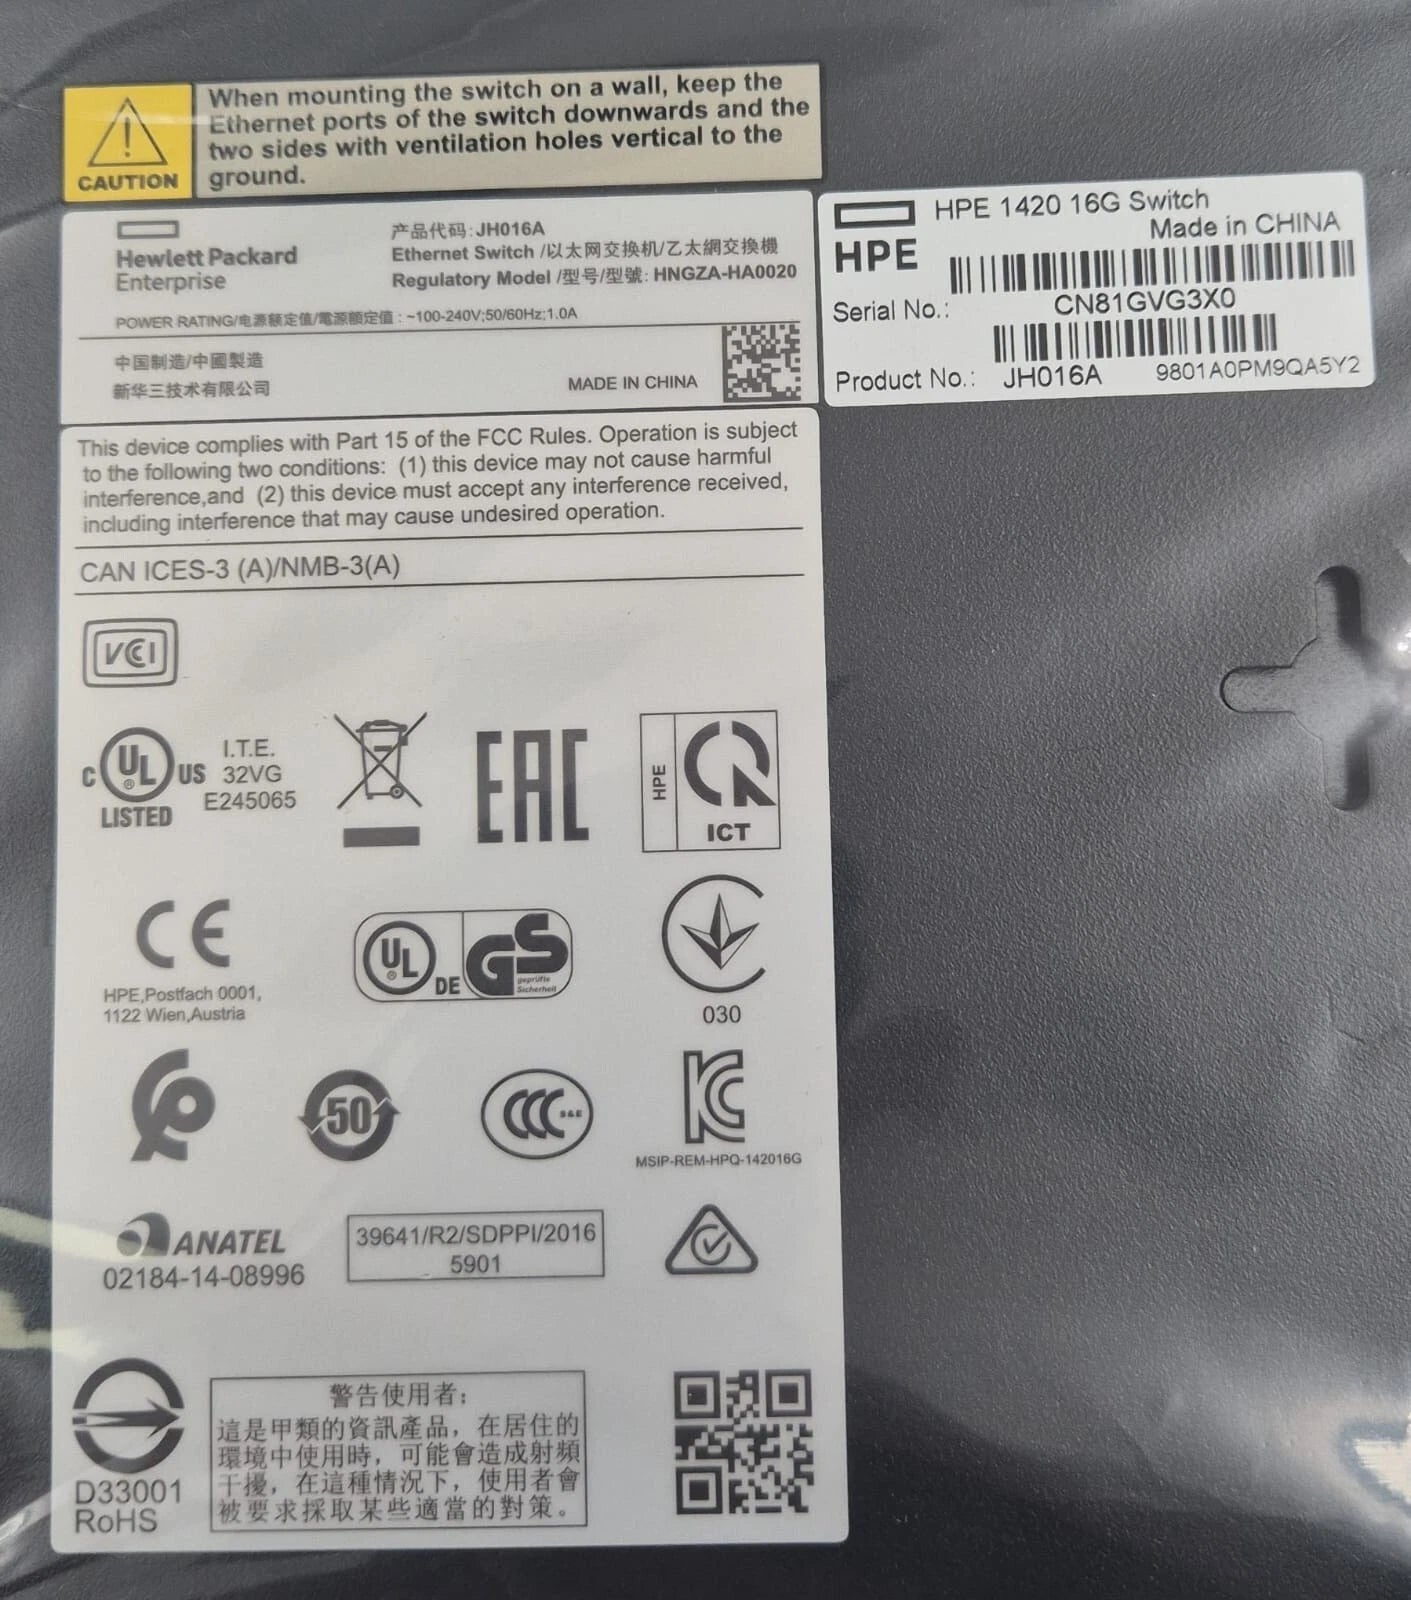 When mounting the switch on a wall, keep the
Ethernet ports of the switch downwards and the
two sides with ventilation holes vertical to the
ground.
CAUTION
Hewlett Packard
Enterprise
产品代码: JH016A
Ethernet Switch /以太网交换机/乙太網交換機
Regulatory Model /型号/型號: HNGZA-HA0020
POWER RATING/电源额定值/電源額定值 : ~100-240V;50/60Hz;1.0A
中国制造/中國製造
新华三技术有限公司
MADE IN CHINA
HPE 1420 16G Switch
Made in CHINA
HPE
Serial No.: CN81GVG3X0
Product No.: JH016A 9801A0PM9QA5Y2
This device complies with Part 15 of the FCC Rules. Operation is subject
to the following two conditions: (1) this device may not cause harmful
interference,and (2) this device must accept any interference received,
including interference that may cause undesired operation.
CAN ICES-3 (A)/NMB-3(A)
VCCI
C UL US
®
LISTED
I.T.E.
32VG
E245065
EAC
HPE
ICT
CE
HPE,Postfach 0001,
1122 Wien,Austria
UL
®
DE
GS
geprüfte
Sicherheit
030
50
CCC S&E
KC
MSIP-REM-HPQ-142016G
ANATEL
02184-14-08996
39641/R2/SDPPI/2016
5901
D33001
RoHS
警告使用者:
這是甲類的資訊產品，在居住的
環境中使用時，可能會造成射頻
干擾，在這種情況下，使用者會
被要求採取某些適當的對策。